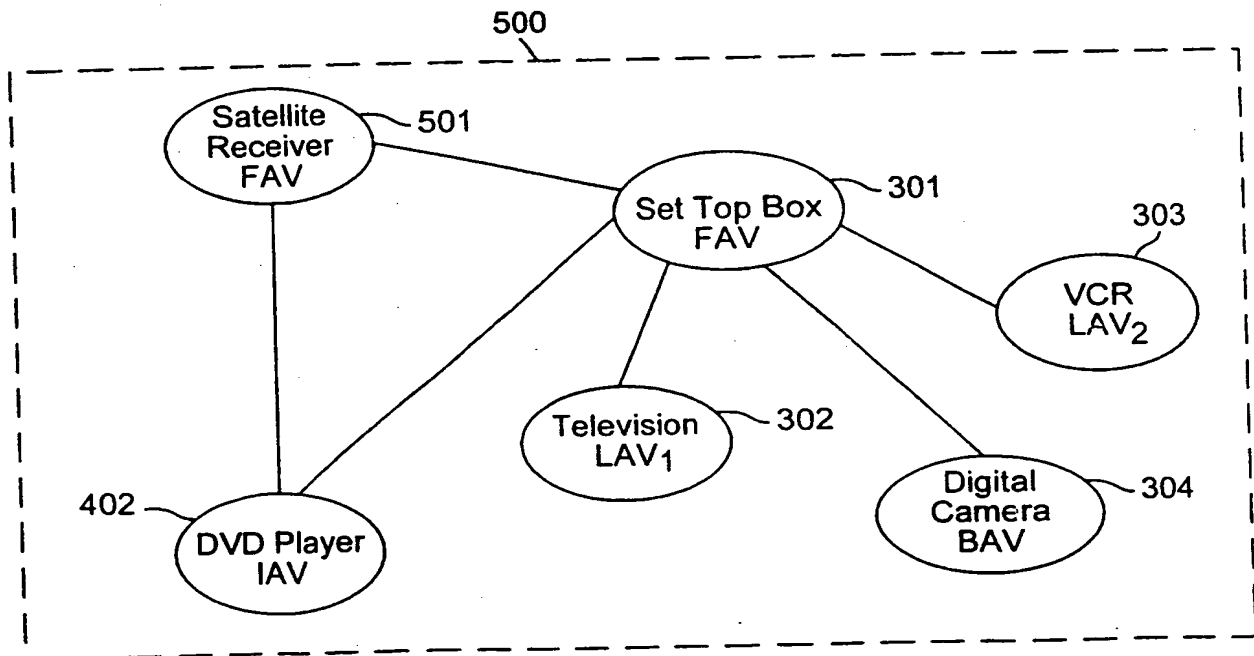 500
Satellite
Receiver
FAV
501
Set Top Box
FAV
301
303
VCR
LAV2
Television
LAV1
302
Digital
Camera
BAV
304
402
DVD Player
IAV